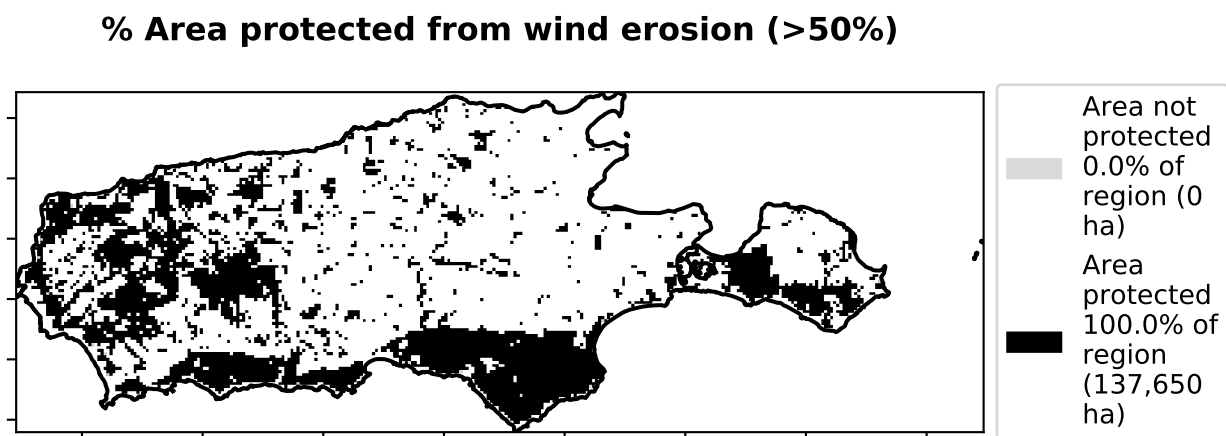 % Area protected from wind erosion (>50%)
Area not
protected
0.0% of
region (0
ha)
Area
protected
100.0% of
region
(137,650
ha)